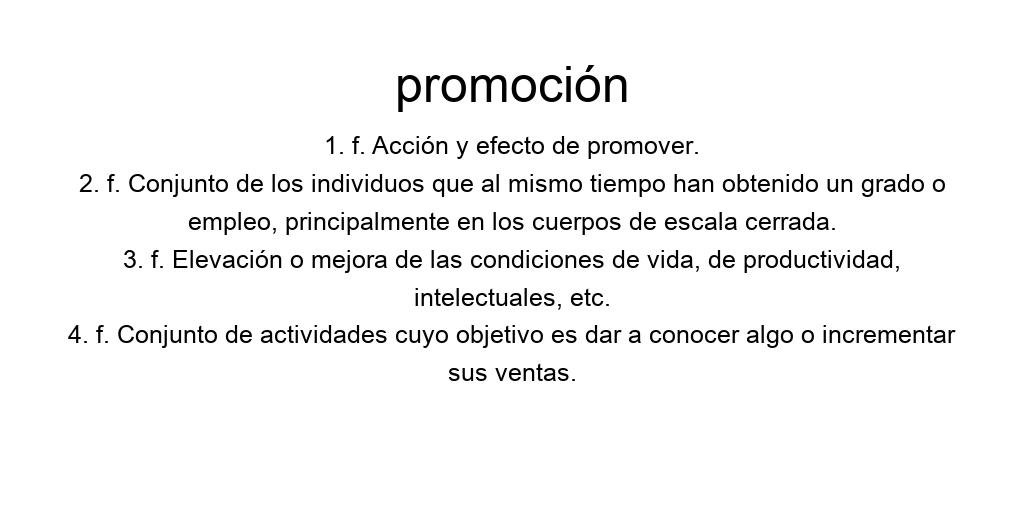 promoción
1. f. Acción y efecto de promover.
2. f. Conjunto de los individuos que al mismo tiempo han obtenido un grado o
empleo, principalmente en los cuerpos de escala cerrada.
3. f. Elevación o mejora de las condiciones de vida, de productividad,
intelectuales, etc.
4. f. Conjunto de actividades cuyo objetivo es dar a conocer algo o incrementar
sus ventas.